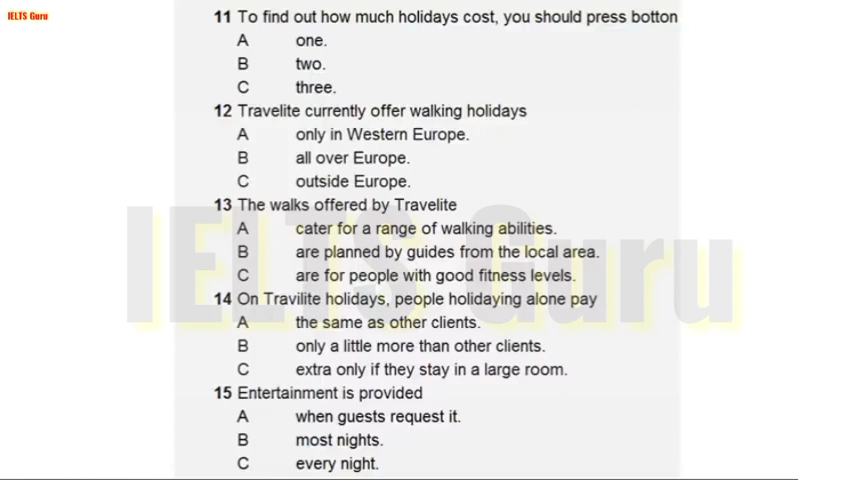 IELTS Guru
11 To find out how much holidays cost, you should press botton
A one.
B two.
C three.
12 Travelite currently offer walking holidays
A only in Western Europe.
B all over Europe.
C outside Europe.
13 The walks offered by Travelite
A cater for a range of walking abilities.
B are planned by guides from the local area.
C are for people with good fitness levels.
IELTS Guru
14 On Travilite holidays, people holidaying alone pay
A the same as other clients.
B only a little more than other clients.
C extra only if they stay in a large room.
15 Entertainment is provided
A when guests request it.
B most nights.
C every night.